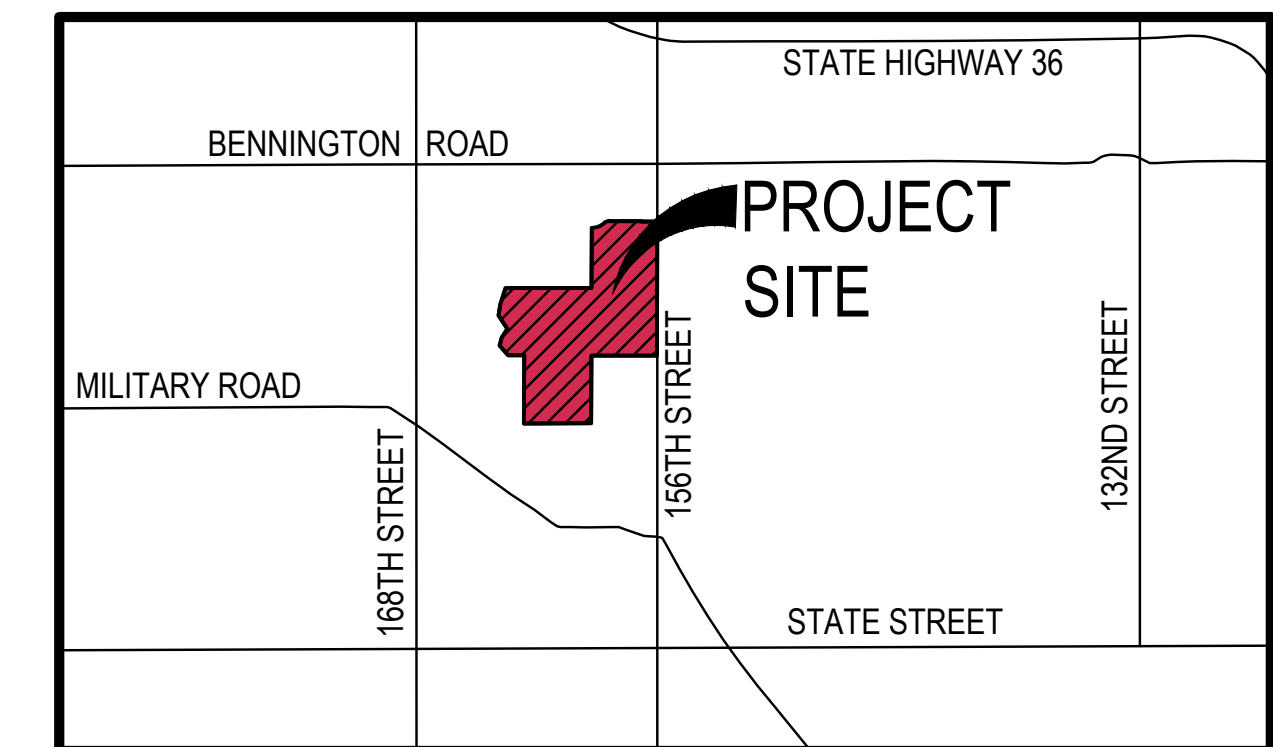 STATE HIGHWAY 36
BENNINGTON ROAD
PROJECT
SITE
MILITARY ROAD
168TH STREET
156TH STREET
132ND STREET
STATE STREET